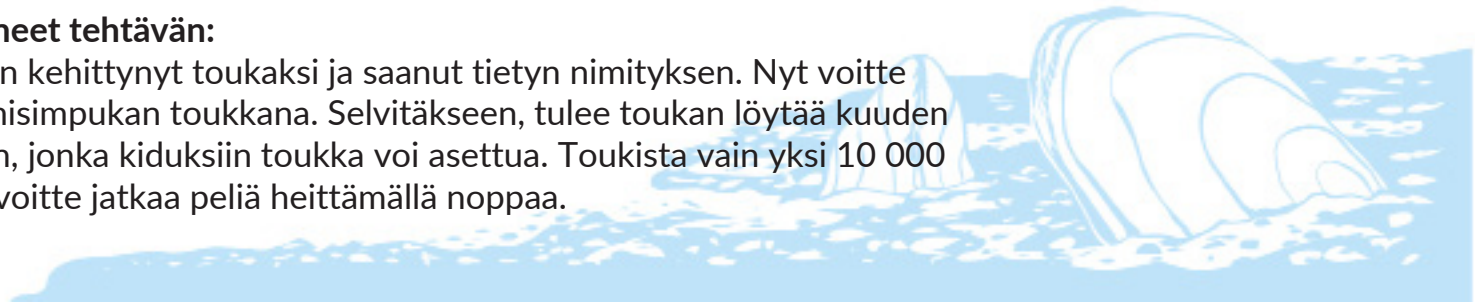 neet tehtävän:
n kehittynyt toukaksi ja saanut tietyn nimityksen. Nyt voitte
nisimpukan toukkana. Selvitäkseen, tulee toukan löytää kuuden
n, jonka kiduksiin toukka voi asettua. Toukista vain yksi 10 000
voitte jatkaa peliä heittämällä noppaa.